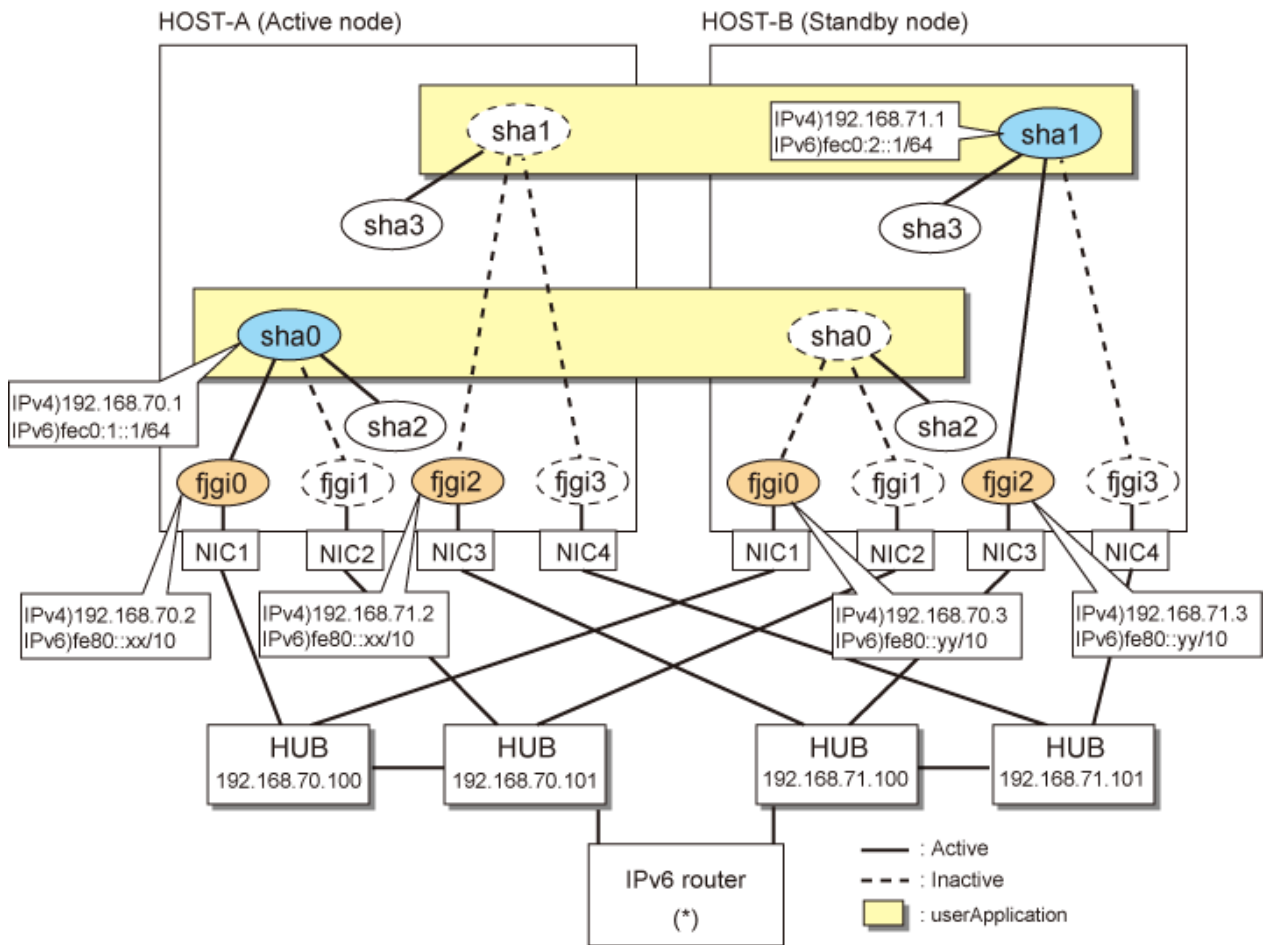 HOST-A (Active node)
HOST-B (Standby node)
sha1
IPv4)192.168.71.1
IPv6)fec0:2::1/64
sha1
sha3
sha3
sha0
sha0
IPv4)192.168.70.1
IPv6)fec0:1::1/64
sha2
sha2
fjgi0
fjgi1
fjgi2
fjgi3
fjgi0
fjgi1
fjgi2
fjgi3
NIC1
NIC2
NIC3
NIC4
NIC1
NIC2
NIC3
NIC4
IPv4)192.168.70.2
IPv6)fe80::xx/10
IPv4)192.168.71.2
IPv6)fe80::xx/10
IPv4)192.168.70.3
IPv6)fe80::yy/10
IPv4)192.168.71.3
IPv6)fe80::yy/10
HUB
192.168.70.100
HUB
192.168.70.101
HUB
192.168.71.100
HUB
192.168.71.101
IPv6 router
(*)
: Active
: Inactive
: userApplication